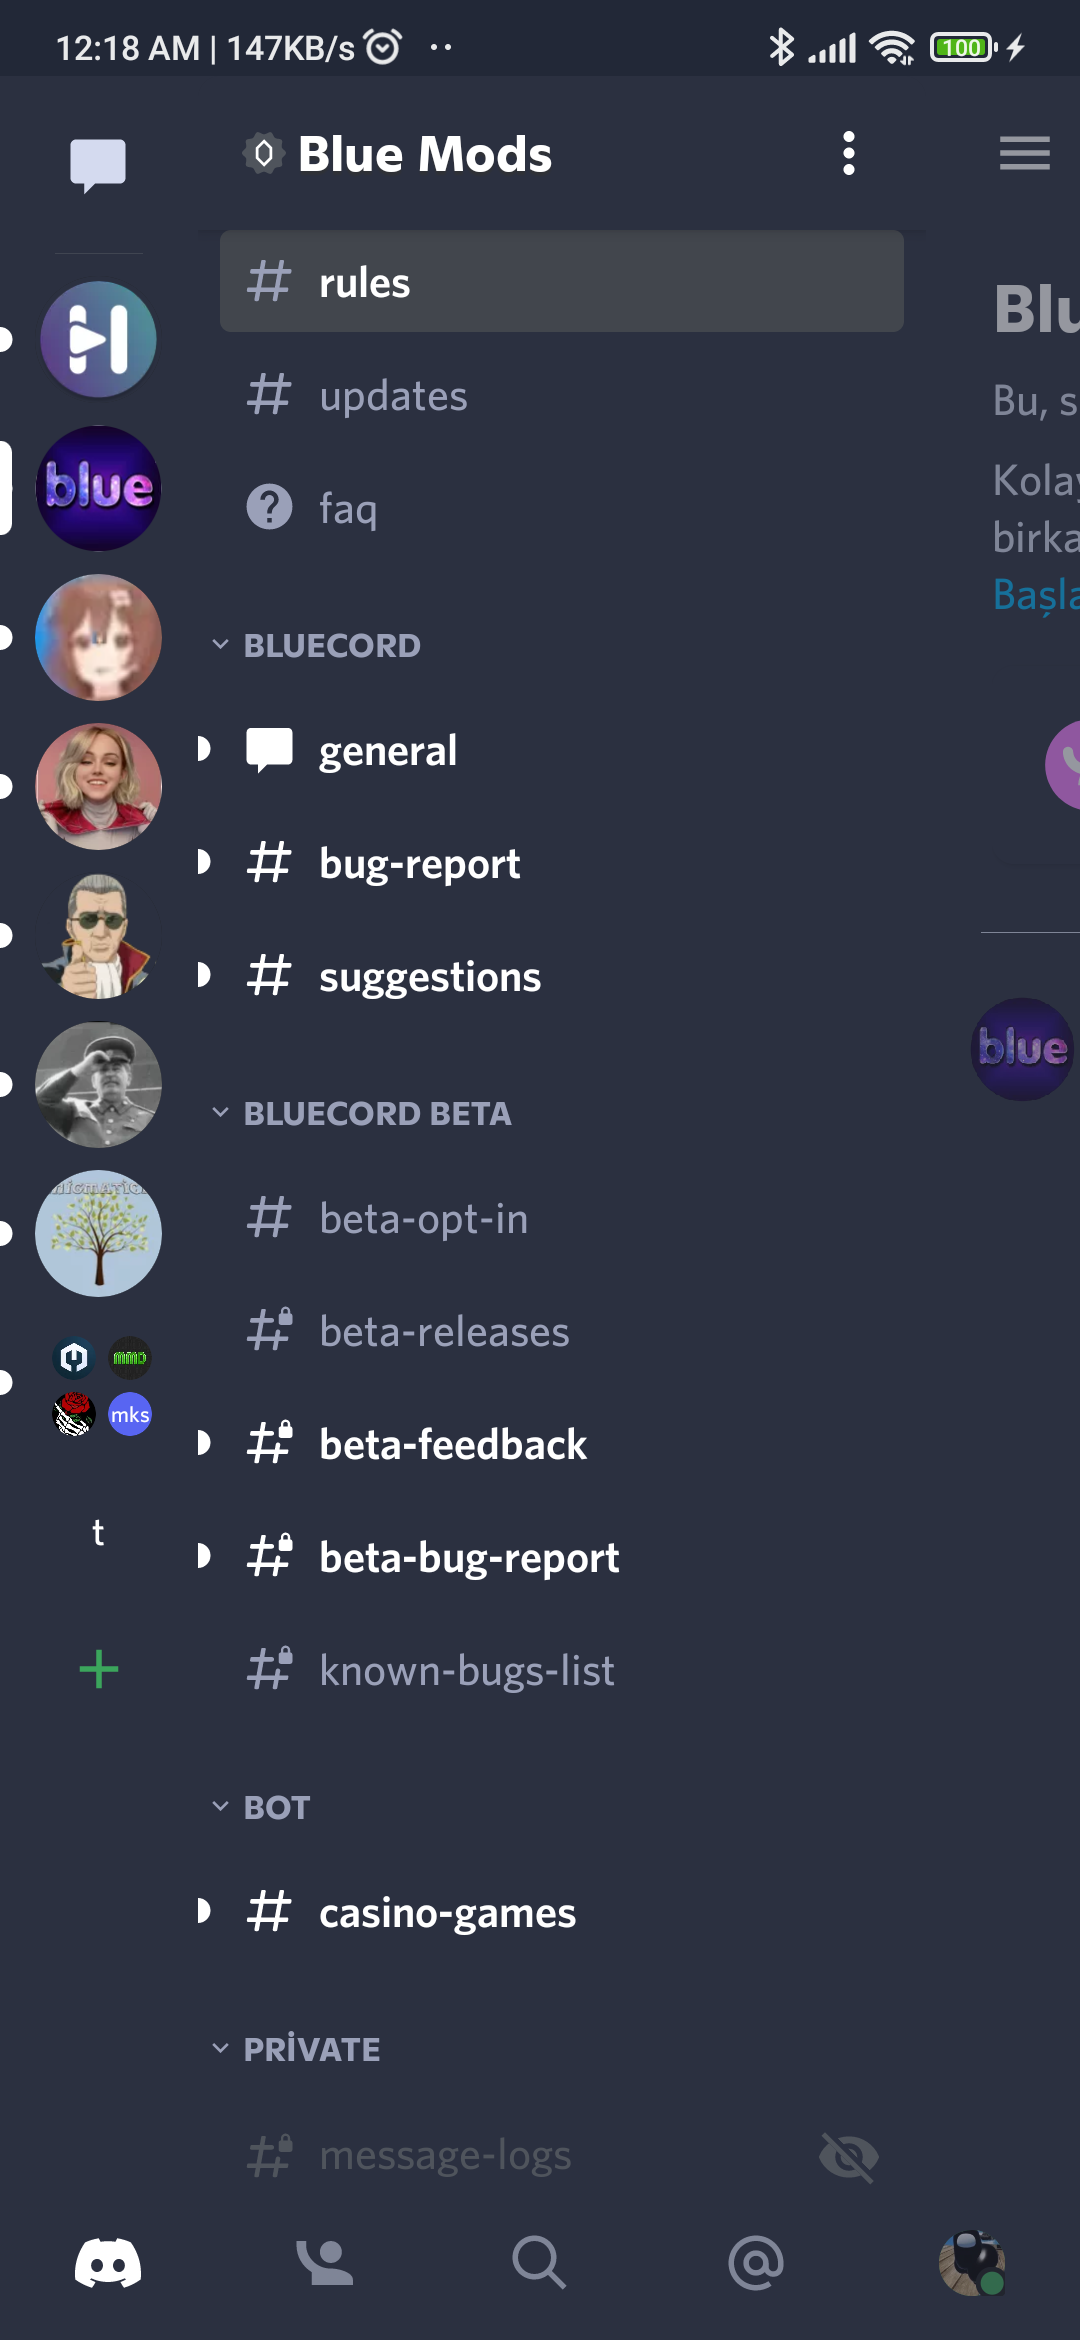 12:18 AM | 147KB/s
100
Blue Mods
rules
updates
faq
BLUECORD
general
bug-report
suggestions
BLUECORD BETA
beta-opt-in
beta-releases
beta-feedback
beta-bug-report
known-bugs-list
BOT
casino-games
PRİVATE
message-logs
blue
mmd
mks
t
Blu
Bu, s
Kolay
birka
Başla
blue